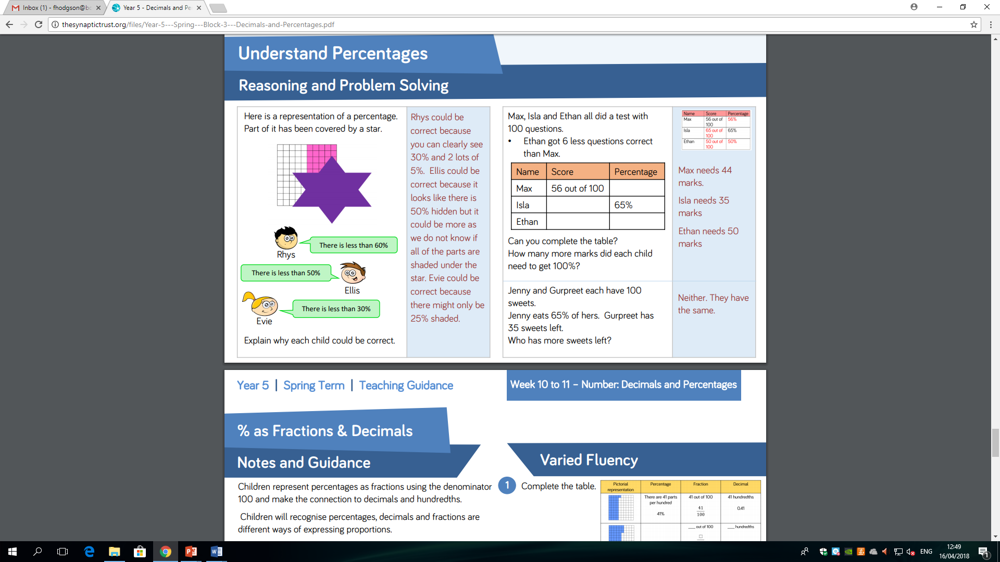 Inbox (1) - fhodgson@bc
Year 5 - Decimals and Pe
thesynaptictrust.org/files/Year-5---Spring---Block-3---Decimals-and-Percentages.pdf
Understand Percentages
Reasoning and Problem Solving
Here is a representation of a percentage.
Part of it has been covered by a star.
There is less than 60%
Rhys
There is less than 50%
Ellis
There is less than 30%
Evie
Explain why each child could be correct.
Rhys could be
correct because
you can clearly see
30% and 2 lots of
5%. Ellis could be
correct because it
looks like there is
50% hidden but it
could be more as
we do not know if
all of the parts are
shaded under the
star. Evie could be
correct because
there might only be
25% shaded.
Max, Isla and Ethan all did a test with
100 questions.
• Ethan got 6 less questions correct
than Max.
Name Score Percentage
Max 56 out of 100
Isla 65%
Ethan
Can you complete the table?
How many more marks did each child
need to get 100%?
Name Score Percentage
Max 56 out of 56%
100
Isla 65 out of 65%
100
Ethan 50 out of 50%
100
Max needs 44
marks.
Isla needs 35
marks
Ethan needs 50
marks
Jenny and Gurpreet each have 100
sweets.
Jenny eats 65% of hers. Gurpreet has
35 sweets left.
Who has more sweets left?
Neither. They have
the same.
Year 5 | Spring Term | Teaching Guidance
Week 10 to 11 – Number: Decimals and Percentages
% as Fractions & Decimals
Notes and Guidance
Children represent percentages as fractions using the denominator
100 and make the connection to decimals and hundredths.
Children will recognise percentages, decimals and fractions are
different ways of expressing proportions.
Varied Fluency
1 Complete the table.
Pictorial representation Percentage Fraction Decimal
There are 41 parts 41 out of 100 41 hundredths
per hundred
41% 41/100 0.41
___ out of 100 ___ hundredths
ENG
12:49
16/04/2018
1